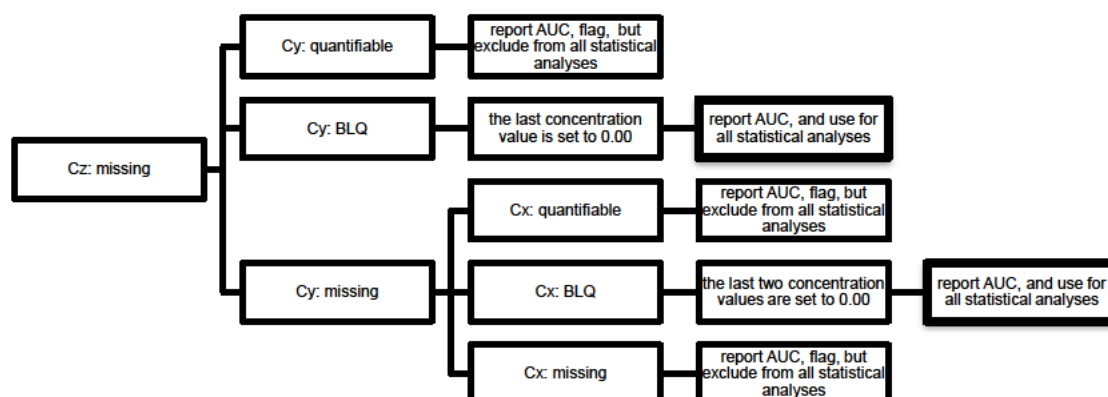 Cy: quantifiable
report AUC, flag, but
exclude from all statistical
analyses
Cy: BLQ
the last concentration
value is set to 0.00
report AUC, and use for
all statistical analyses
Cz: missing
Cx: quantifiable
report AUC, flag, but
exclude from all statistical
analyses
Cy: missing
Cx: BLQ
the last two concentration
values are set to 0.00
report AUC, and use for
all statistical analyses
Cx: missing
report AUC, flag, but
exclude from all statistical
analyses